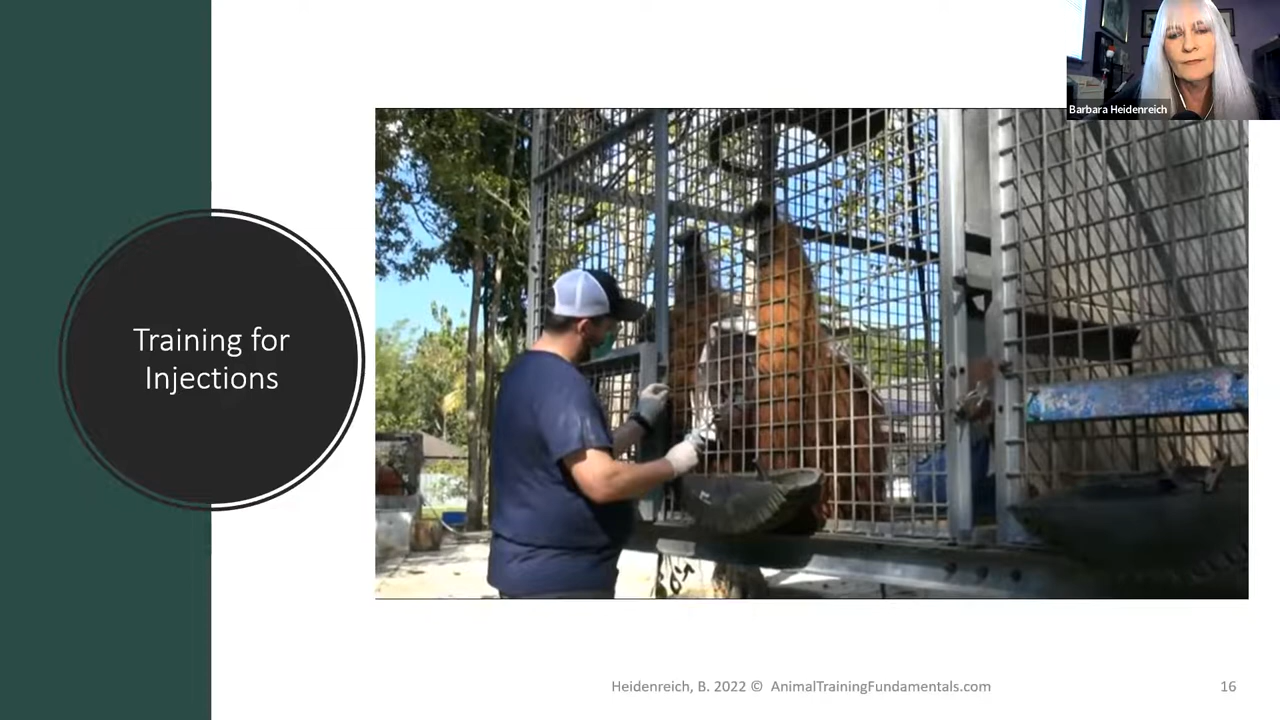 Barbara Heidenreich
Training for
Injections
Heidenreich, B. 2022 © AnimalTrainingFundamentals.com
16